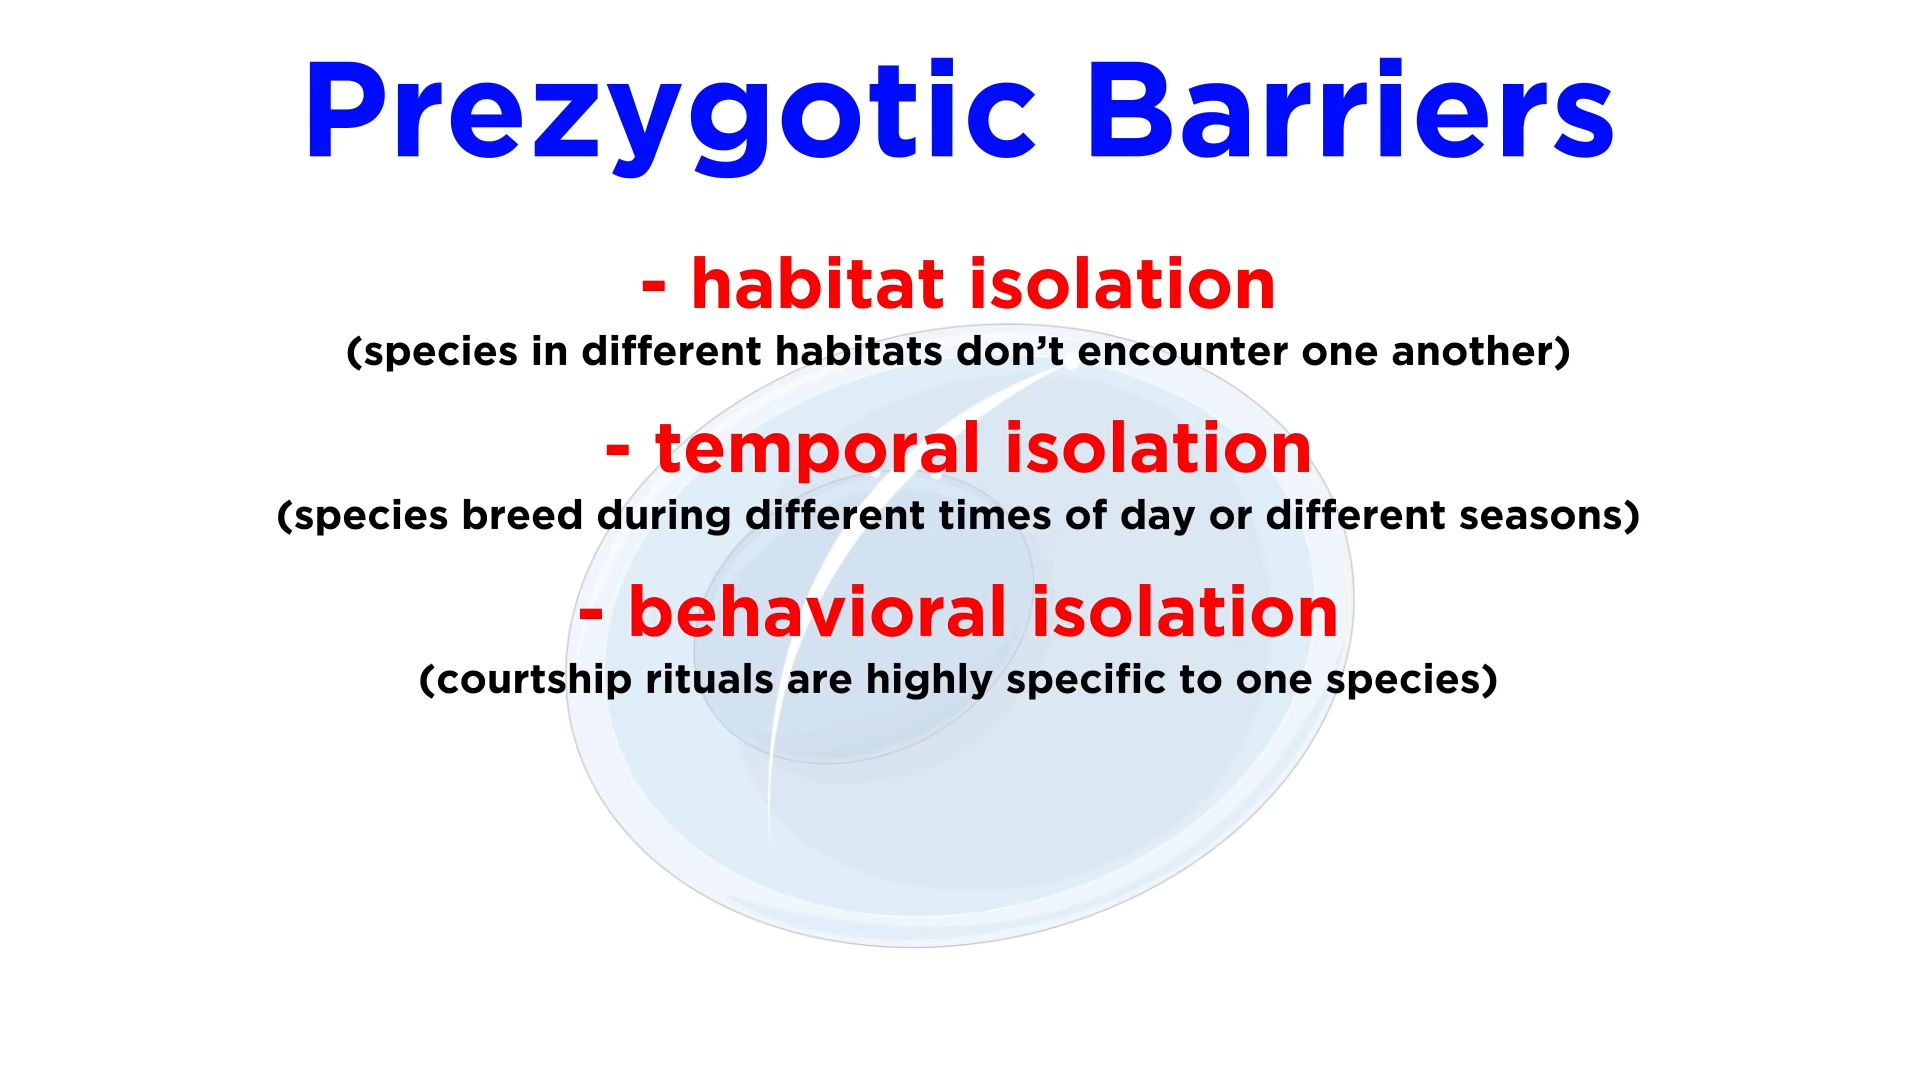 Prezygotic Barriers
- habitat isolation
(species in different habitats don’t encounter one another)
- temporal isolation
(species breed during different times of day or different seasons)
- behavioral isolation
(courtship rituals are highly specific to one species)